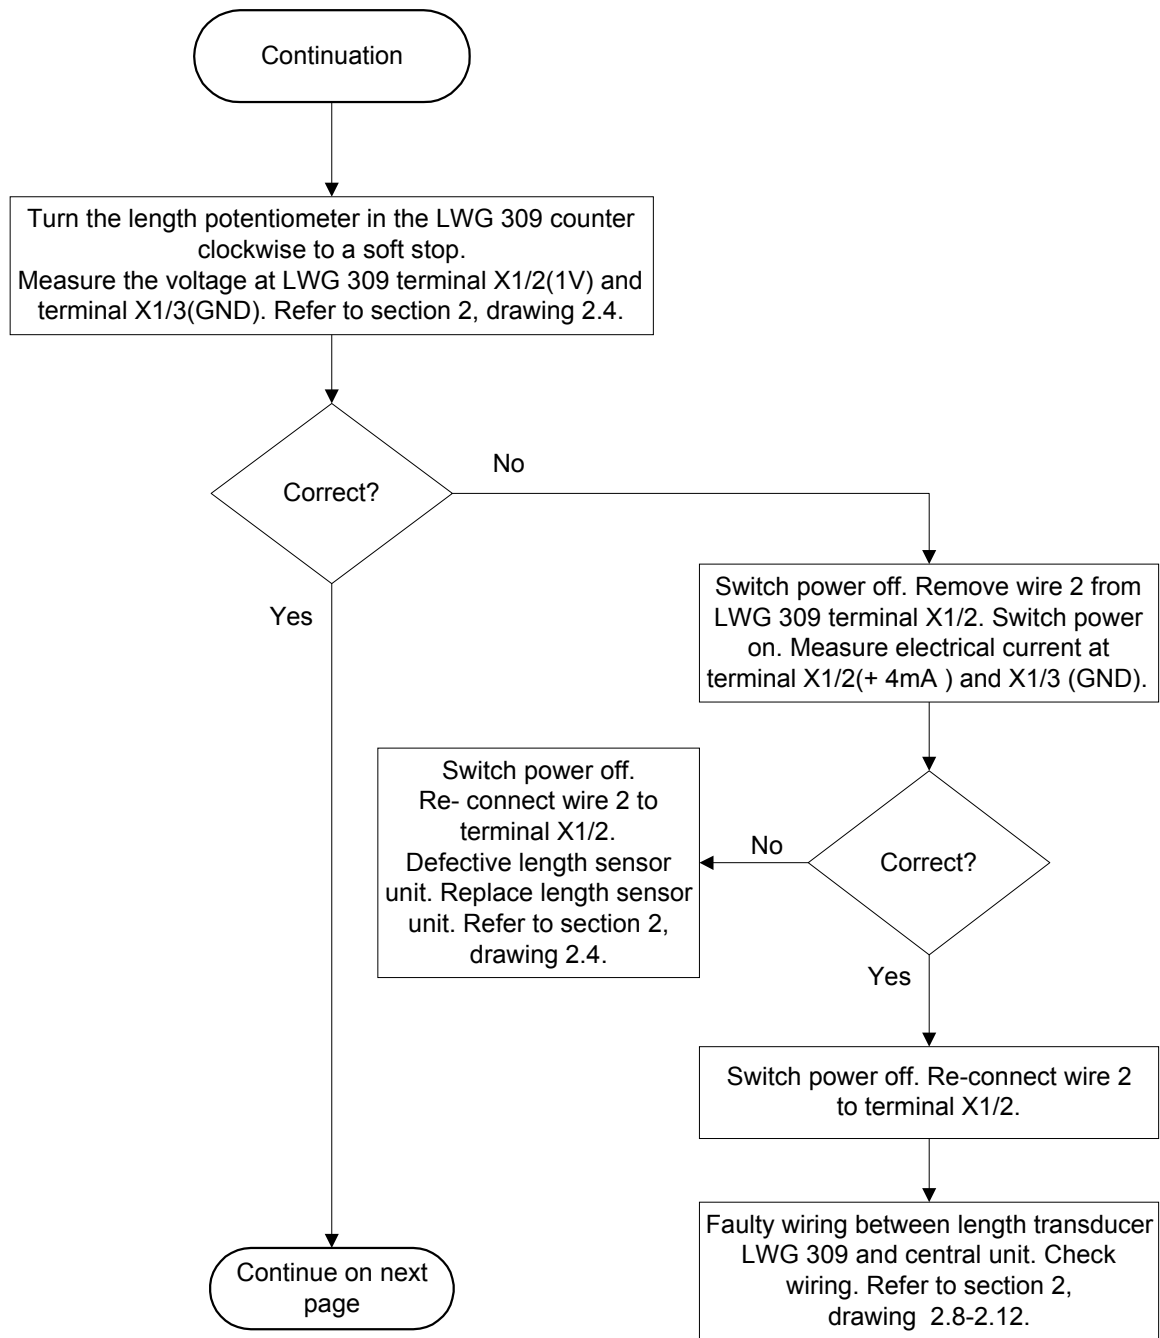 Continuation
Turn the length potentiometer in the LWG 309 counter
clockwise to a soft stop.
Measure the voltage at LWG 309 terminal X1/2(1V) and
terminal X1/3(GND). Refer to section 2, drawing 2.4.
Correct?
No
Yes
Switch power off. Remove wire 2 from
LWG 309 terminal X1/2. Switch power
on. Measure electrical current at
terminal X1/2(+ 4mA ) and X1/3 (GND).
Correct?
No
Switch power off.
Re- connect wire 2 to
terminal X1/2.
Defective length sensor
unit. Replace length sensor
unit. Refer to section 2,
drawing 2.4.
Yes
Switch power off. Re-connect wire 2
to terminal X1/2.
Faulty wiring between length transducer
LWG 309 and central unit. Check
wiring. Refer to section 2,
drawing  2.8-2.12.
Continue on next
page